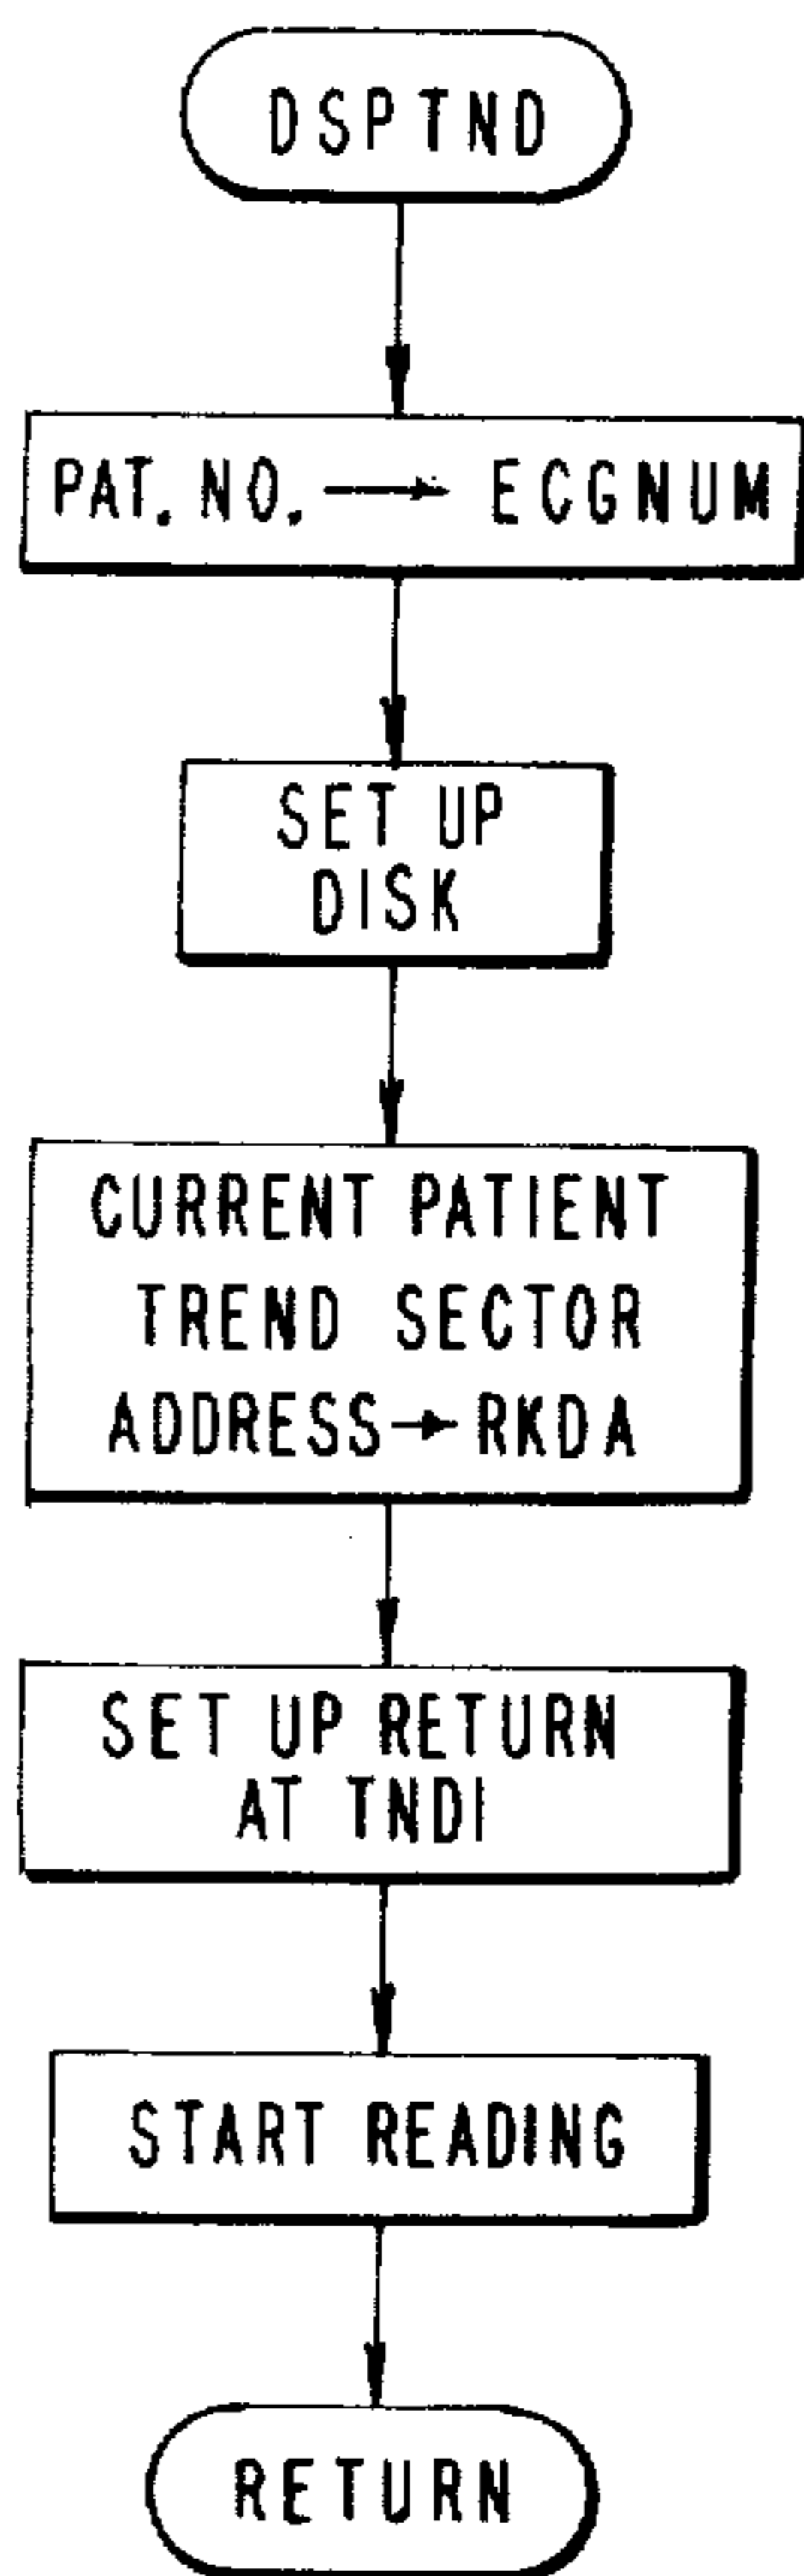 DSPTND
PAT. NO. → ECGNUM
SET UP
DISK
CURRENT PATIENT
TREND SECTOR
ADDRESS → RKDA
SET UP RETURN
AT TNDI
START READING
RETURN